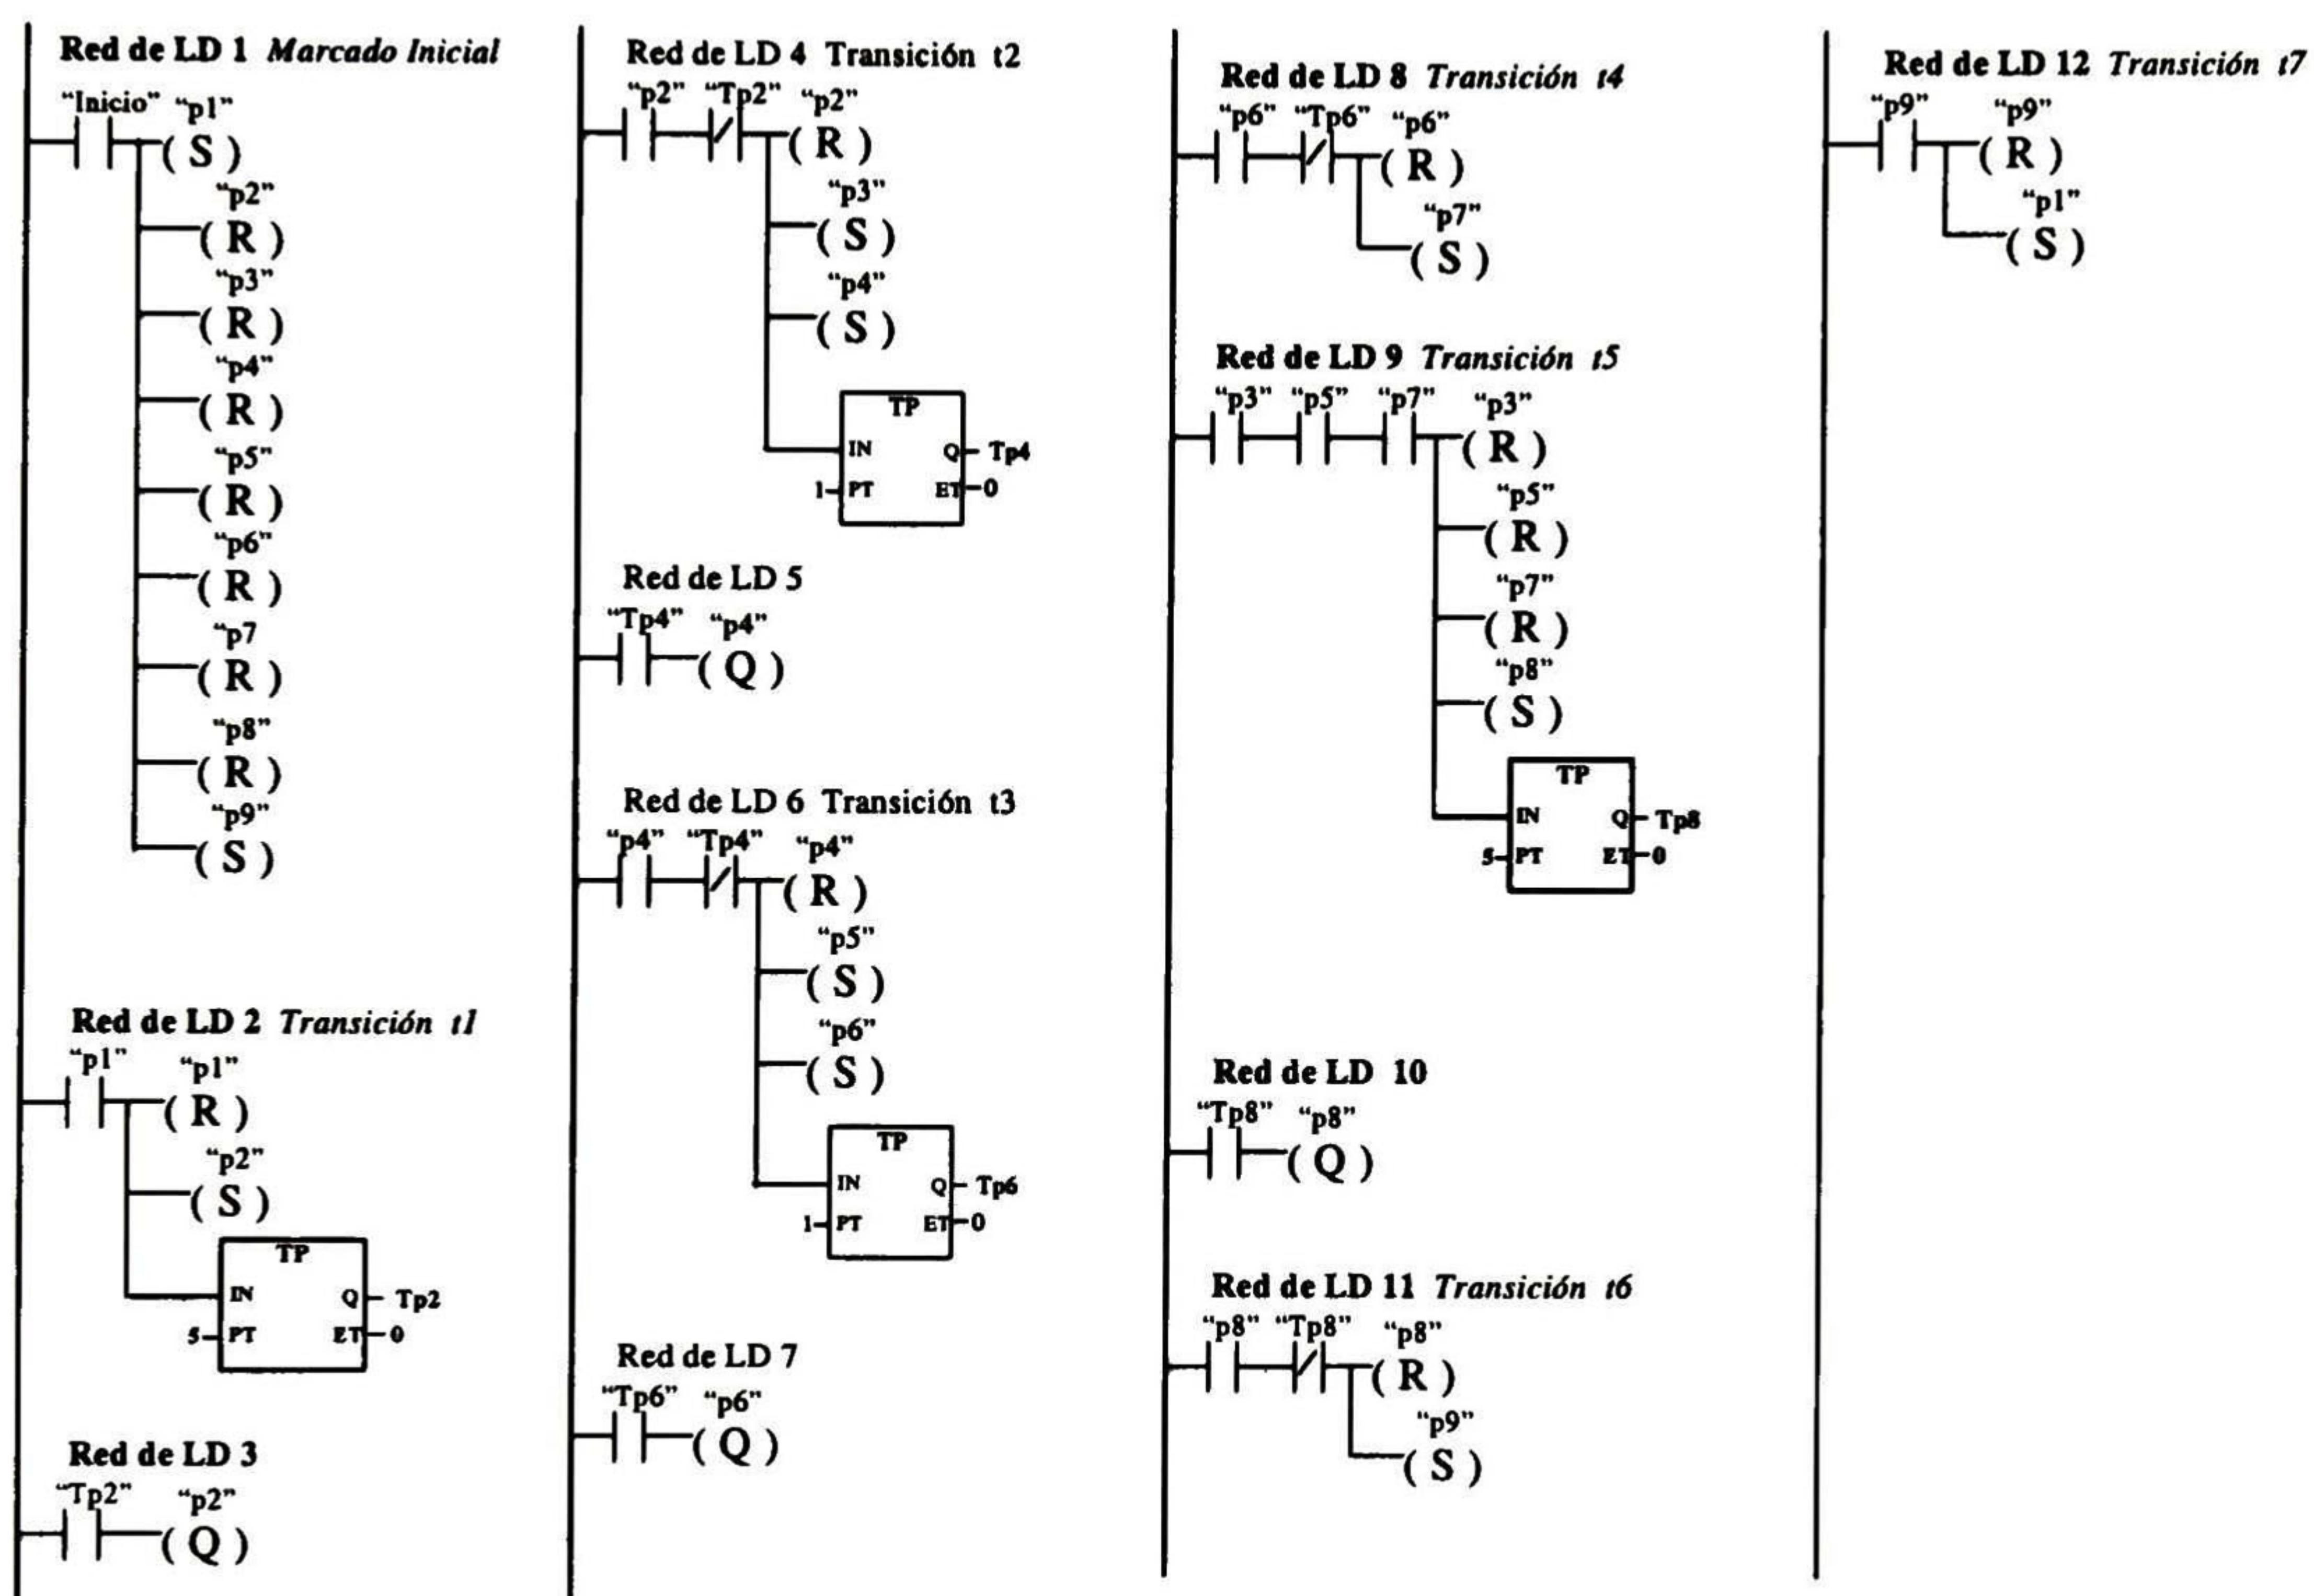 Red de LD 1 Marcado Inicial
“Inicio” “p1”
( S )
“p2”
( R )
“p3”
( R )
“p4”
( R )
“p5”
( R )
“p6”
( R )
“p7
( R )
“p8”
( R )
“p9”
( S )
Red de LD 2 Transición t1
“p1” “p1”
( R )
“p2”
( S )
TP
IN Q Tp2
5 PT ET 0
Red de LD 3
“Tp2” “p2”
( Q )
Red de LD 4 Transición t2
“p2” “Tp2” “p2”
( R )
“p3”
( S )
“p4”
( S )
TP
IN Q Tp4
1 PT ET 0
Red de LD 5
“Tp4” “p4”
( Q )
Red de LD 6 Transición t3
“p4” “Tp4” “p4”
( R )
“p5”
( S )
“p6”
( S )
TP
IN Q Tp6
1 PT ET 0
Red de LD 7
“Tp6” “p6”
( Q )
Red de LD 8 Transición t4
“p6” “Tp6” “p6”
( R )
“p7”
( S )
Red de LD 9 Transición t5
“p3” “p5” “p7” “p3”
( R )
“p5”
( R )
“p7”
( R )
“p8”
( S )
TP
IN Q Tp8
5 PT ET 0
Red de LD 10
“Tp8” “p8”
( Q )
Red de LD 11 Transición t6
“p8” “Tp8” “p8”
( R )
“p9”
( S )
Red de LD 12 Transición t7
“p9” “p9”
( R )
“p1”
( S )